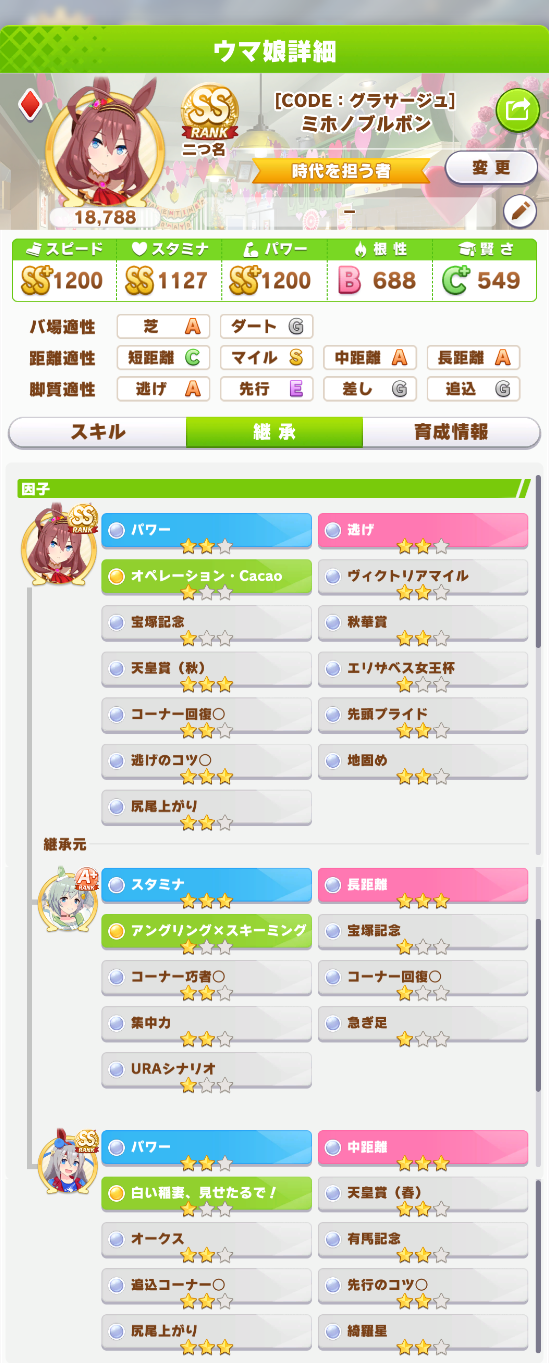 ウマ娘詳細
SS
RANK
二つ名
[CODE：グラサージュ]
ミホノブルボン
時代を担う者
変更
18,788
–
スピード スタミナ パワー 根性 賢さ
SS+ 1200 SS 1127 SS+ 1200 B 688 C+ 549
バ場適性 芝 A ダート G
距離適性 短距離 C マイル S 中距離 A 長距離 A
脚質適性 逃げ A 先行 E 差し G 追込 G
スキル 継承 育成情報
因子
SS RANK
パワー 逃げ
オペレーション・Cacao ヴィクトリアマイル
宝塚記念 秋華賞
天皇賞（秋） エリザベス女王杯
コーナー回復○ 先頭プライド
逃げのコツ○ 地固め
尻尾上がり
継承元
A+ RANK
スタミナ 長距離
アングリング×スキーミング 宝塚記念
コーナー巧者○ コーナー回復○
集中力 急ぎ足
URAシナリオ
SS RANK
パワー 中距離
白い稲妻、見せたるで！ 天皇賞（春）
オークス 有馬記念
追込コーナー○ 先行のコツ○
尻尾上がり 綺羅星